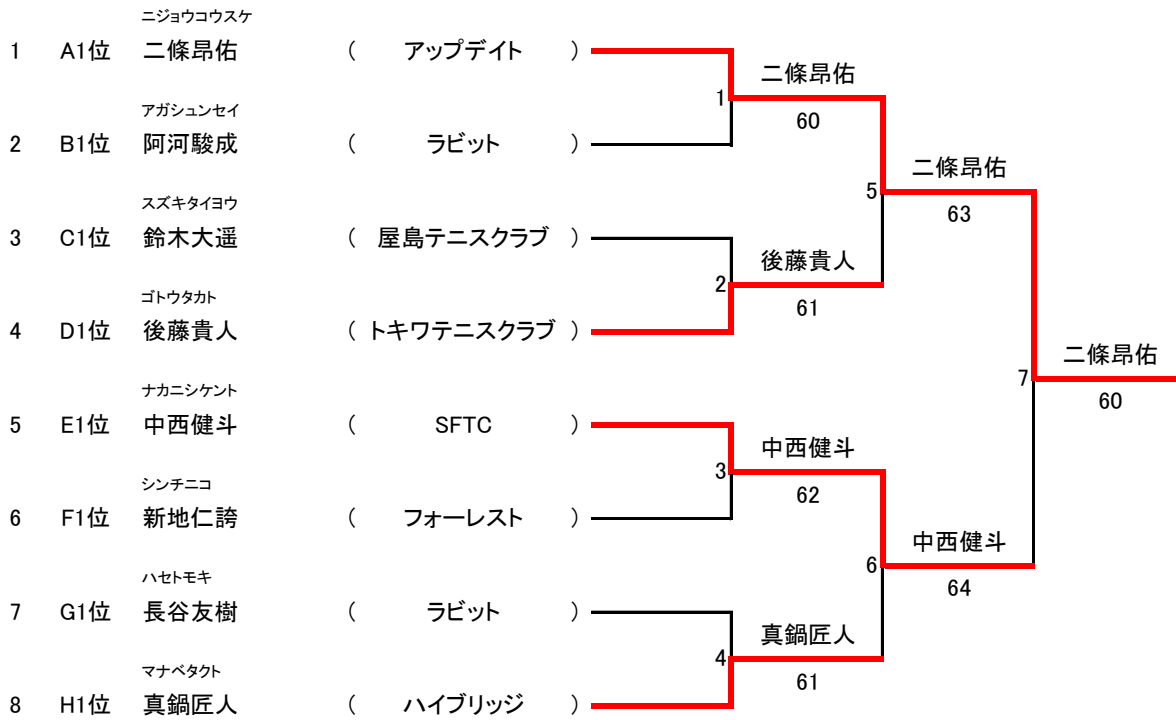 ニジョウコウスケ
1 A1位 二條昂佑 ( アップデイト )
アガシュンセイ
2 B1位 阿河駿成 ( ラビット )
スズキタイヨウ
3 C1位 鈴木大遥 ( 屋島テニスクラブ )
ゴトウタカト
4 D1位 後藤貴人 ( トキワテニスクラブ )
ナカニシケント
5 E1位 中西健斗 ( SFTC )
シンチニコ
6 F1位 新地仁誇 ( フォーレスト )
ハセトモキ
7 G1位 長谷友樹 ( ラビット )
マナベタクト
8 H1位 真鍋匠人 ( ハイブリッジ )
二條昂佑
1
60
後藤貴人
2
61
中西健斗
3
62
真鍋匠人
4
61
二條昂佑
5
63
中西健斗
6
64
二條昂佑
7
60